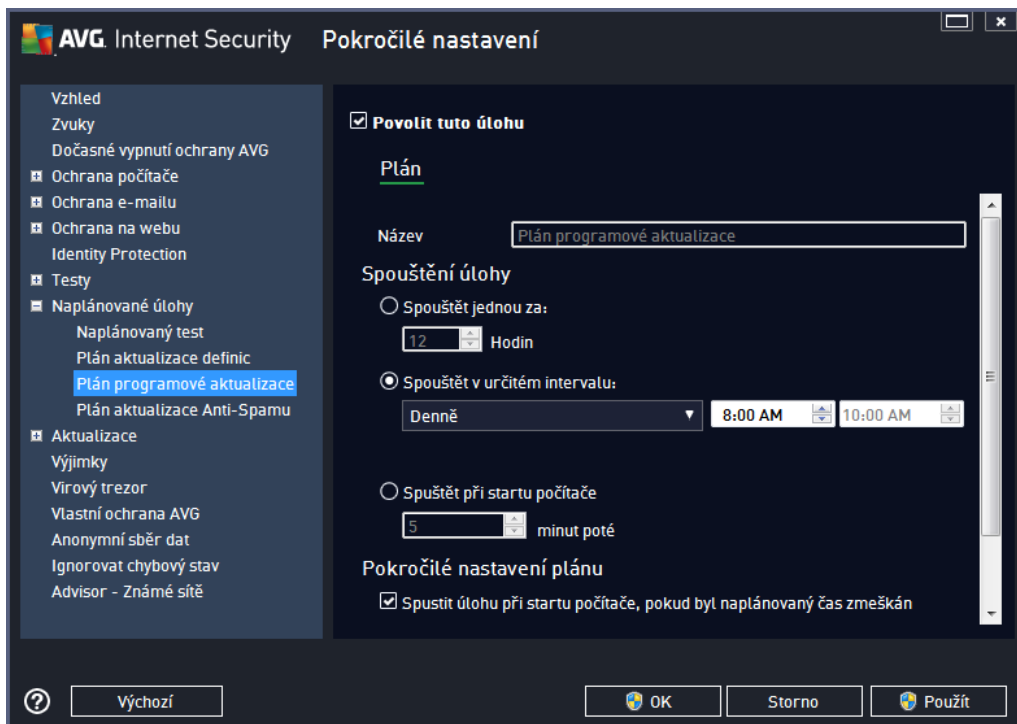 AVG. Internet Security Pokročilé nastavení
Vzhled
Zvuky
Dočasné vypnutí ochrany AVG
Ochrana počítače
Ochrana e-mailu
Ochrana na webu
Identity Protection
Testy
Naplánované úlohy
Naplánovaný test
Plán aktualizace definic
Plán programové aktualizace
Plán aktualizace Anti-Spamu
Aktualizace
Výjimky
Virový trezor
Vlastní ochrana AVG
Anonymní sběr dat
Ignorovat chybový stav
Advisor - Známé sítě
Povolit tuto úlohu
Plán
Název Plán programové aktualizace
Spouštění úlohy
Spouštět jednou za:
12 Hodin
Spouštět v určitém intervalu:
Denně 8:00 AM 10:00 AM
Spuštět při startu počítače
5 minut poté
Pokročilé nastavení plánu
Spustit úlohu při startu počítače, pokud byl naplánovaný čas zmeškán
Výchozí OK Storno Použít